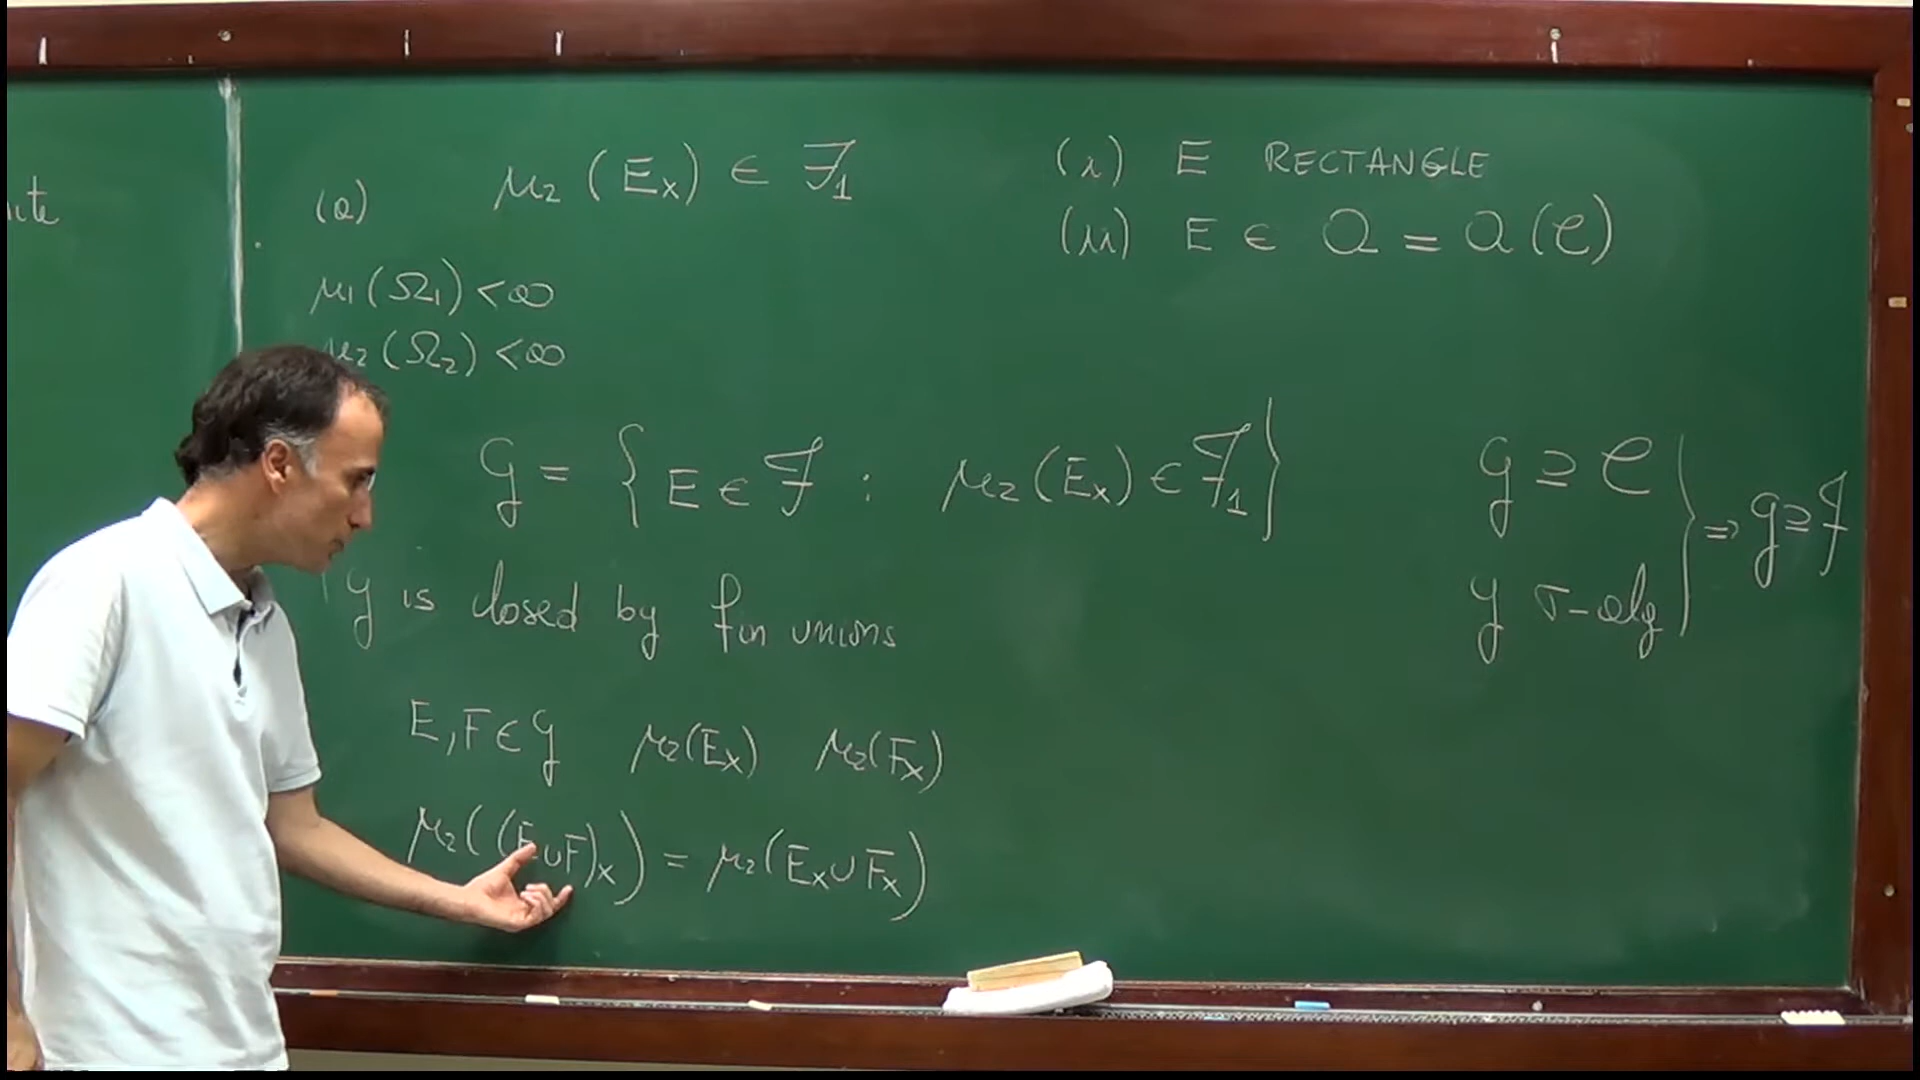 (a) μ₂(Eₓ) ∈ ℱ₁
μ₁(Ω₁) < ∞
μ₂(Ω₂) < ∞
(i) E RECTANGLE
(ii) E ∈ 𝒜 = 𝒜(𝒞)
𝒢 = { E ∈ ℱ : μ₂(Eₓ) ∈ ℱ₁ }
𝒢 ⊇ 𝒞
𝒢 σ-alg } ⇒ 𝒢 ⊇ ℱ
𝒢 is closed by fin unions
E, F ∈ 𝒢 μ₂(Eₓ) μ₂(Fₓ)
μ₂((E∪F)ₓ) = μ₂(Eₓ ∪ Fₓ)